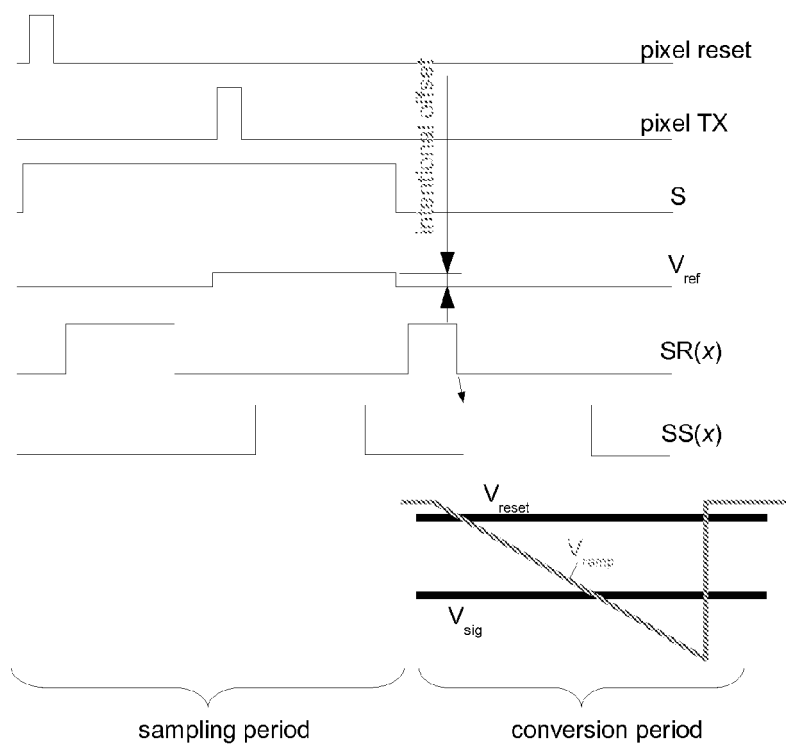 pixel reset
Intentional offset
pixel TX
S
Vref
SR(x)
SS(x)
Vreset
Vramp
Vsig
sampling period
conversion period